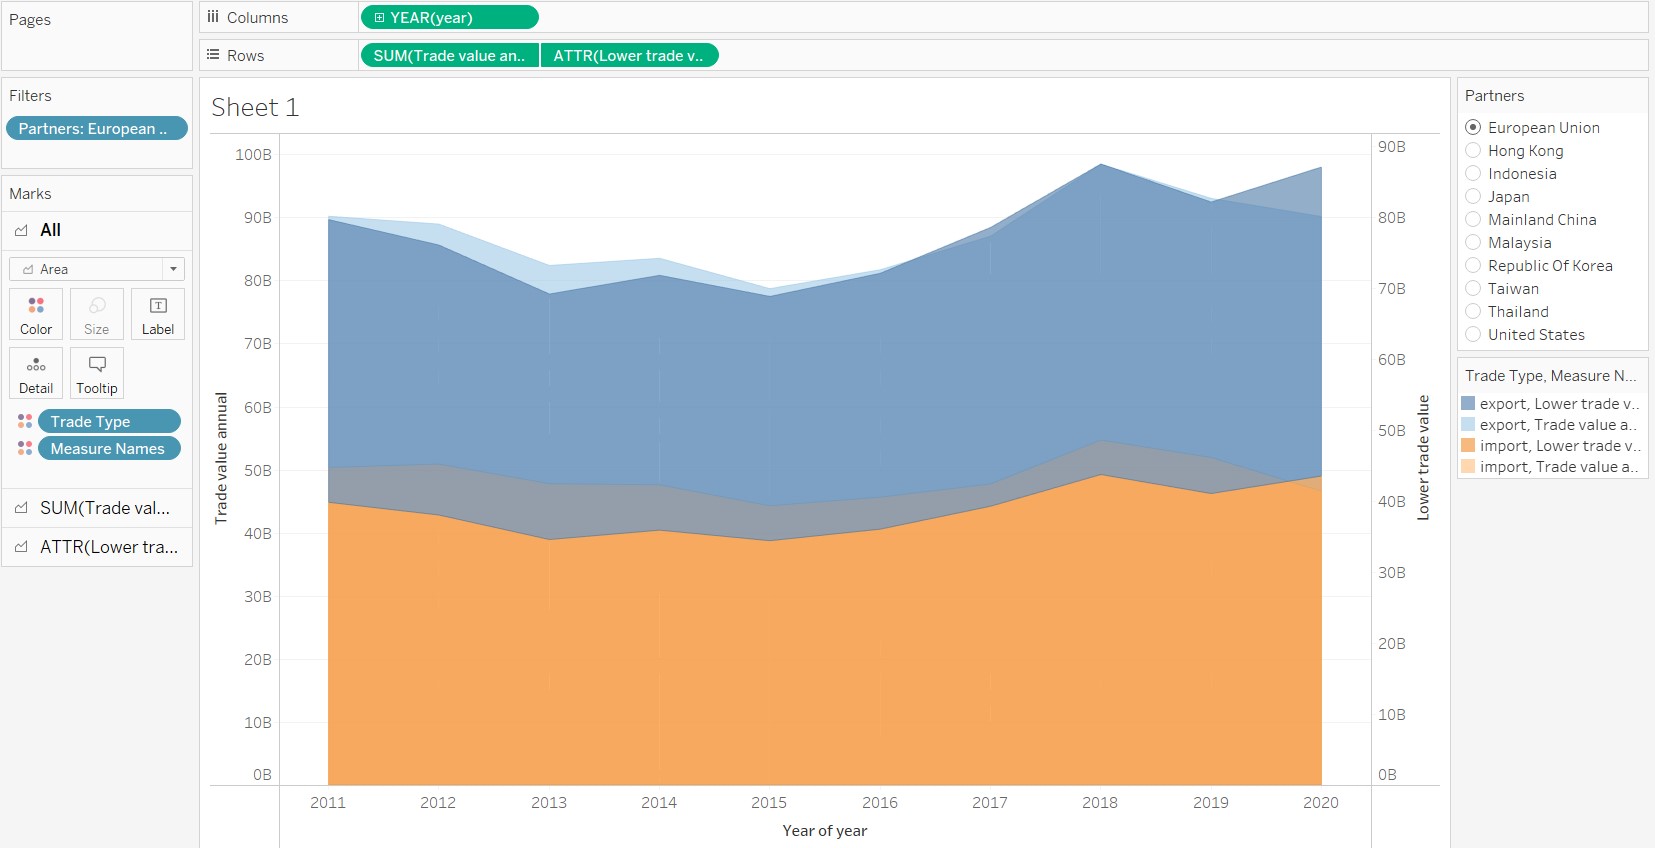 Pages
Columns
YEAR(year)
Rows
SUM(Trade value an..
ATTR(Lower trade v..
Filters
Partners: European ..
Marks
All
Area
Color
Size
Label
Detail
Tooltip
Trade Type
Measure Names
SUM(Trade val...
ATTR(Lower tra...
Sheet 1
Trade value annual
100B
90B
80B
70B
60B
50B
40B
30B
20B
10B
0B
90B
80B
70B
60B
50B
40B
30B
20B
10B
0B
Lower trade value
2011 2012 2013 2014 2015 2016 2017 2018 2019 2020
Year of year
Partners
European Union
Hong Kong
Indonesia
Japan
Mainland China
Malaysia
Republic Of Korea
Taiwan
Thailand
United States
Trade Type, Measure N...
export, Lower trade v..
export, Trade value a..
import, Lower trade v..
import, Trade value a..